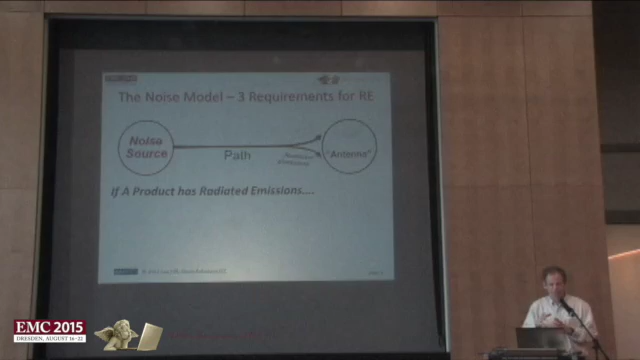 The Noise Model – 3 Requirements for RE
Noise
Source
Path
"Antenna"
If A Product has Radiated Emissions....
EMC 2015
DRESDEN, AUGUST 16-22